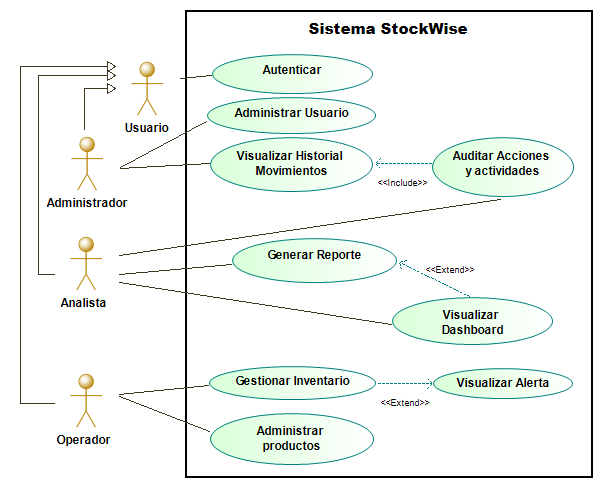 Sistema StockWise
Autenticar
Usuario
Administrar Usuario
Administrador
Visualizar Historial
Movimientos
<<Include>>
Auditar Acciones
y actividades
Analista
Generar Reporte
<<Extend>>
Visualizar
Dashboard
Operador
Gestionar Inventario
<<Extend>>
Visualizar Alerta
Administrar
productos